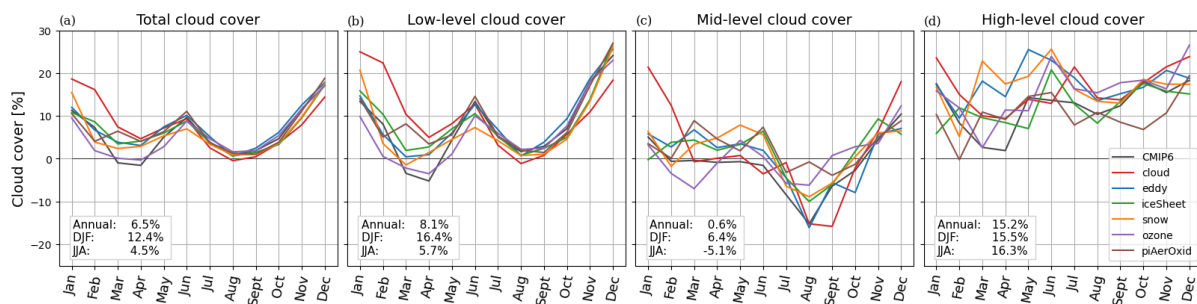 (a) Total cloud cover
(b) Low-level cloud cover
(c) Mid-level cloud cover
(d) High-level cloud cover
Cloud cover [%]
30
20
10
0
−10
−20
Annual: 6.5%
DJF: 12.4%
JJA: 4.5%
Annual: 8.1%
DJF: 16.4%
JJA: 5.7%
Annual: 0.6%
DJF: 6.4%
JJA: -5.1%
Annual: 15.2%
DJF: 15.5%
JJA: 16.3%
CMIP6
cloud
eddy
iceSheet
snow
ozone
piAerOxid
Jan Feb Mar Apr May Jun Jul Aug Sept Oct Nov Dec
Jan Feb Mar Apr May Jun Jul Aug Sept Oct Nov Dec
Jan Feb Mar Apr May Jun Jul Aug Sept Oct Nov Dec
Jan Feb Mar Apr May Jun Jul Aug Sept Oct Nov Dec